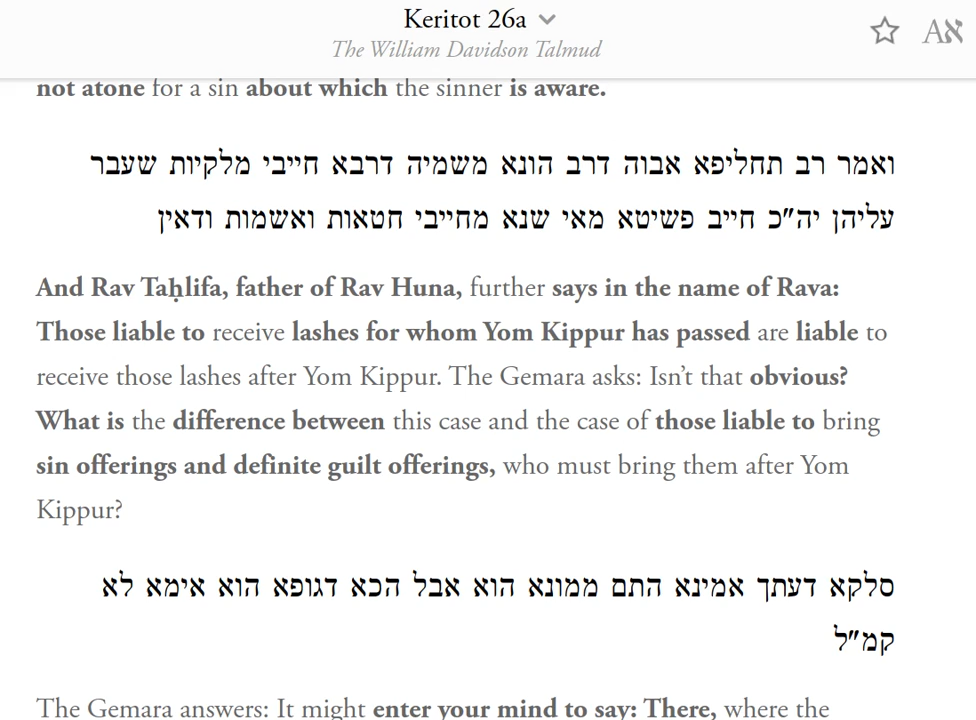 Keritot 26a
The William Davidson Talmud
Aא
not atone for a sin about which the sinner is aware.
ואמר רב תחליפא אבוה דרב הונא משמיה דרבא חייבי מלקיות שעבר
עליהן יה״כ חייב פשיטא מאי שנא מחייבי חטאות ואשמות ודאין
And Rav Taḥlifa, father of Rav Huna, further says in the name of Rava:
Those liable to receive lashes for whom Yom Kippur has passed are liable to
receive those lashes after Yom Kippur. The Gemara asks: Isn’t that obvious?
What is the difference between this case and the case of those liable to bring
sin offerings and definite guilt offerings, who must bring them after Yom
Kippur?
סלקא דעתך אמינא התם ממונא הוא אבל הכא דגופא הוא אימא לא
קמ״ל
The Gemara answers: It might enter your mind to say: There, where the